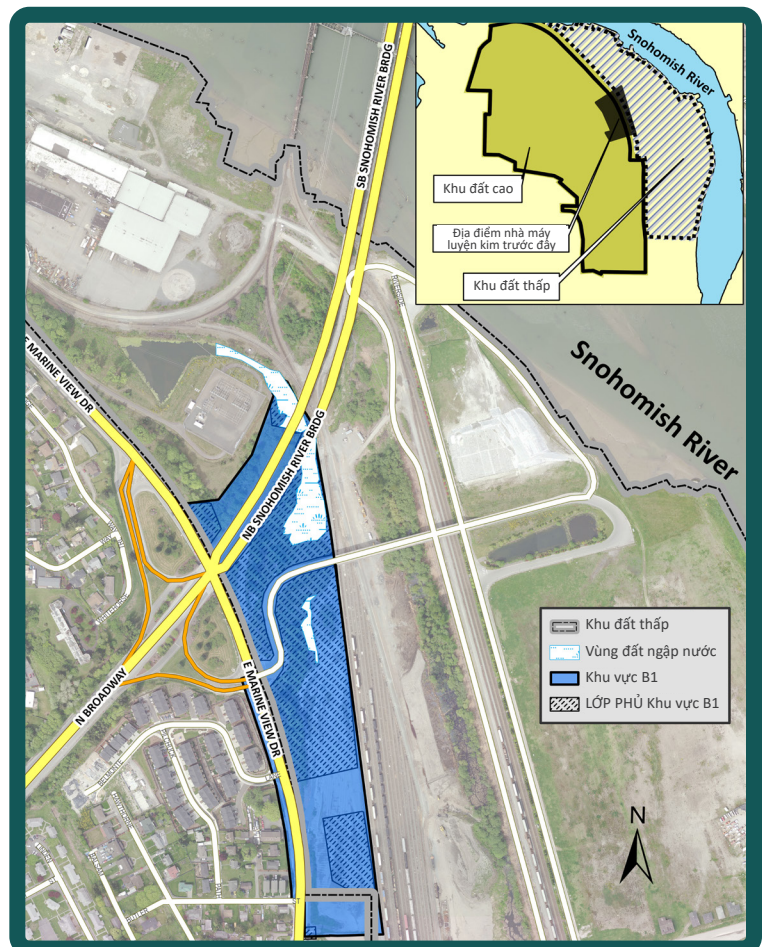 SB SNOHOMISH RIVER BRDG
Snohomish River
Khu đất cao
Địa điểm nhà máy
luyện kim trước đây
Khu đất thấp
E MARINE VIEW DR
Snohomish River
NB SNOHOMISH RIVER BRDG
N BROADWAY
E MARINE VIEW DR
Khu đất thấp
Vùng đất ngập nước
Khu vực B1
LỚP PHỦ Khu vực B1
N
BUTLER
ST